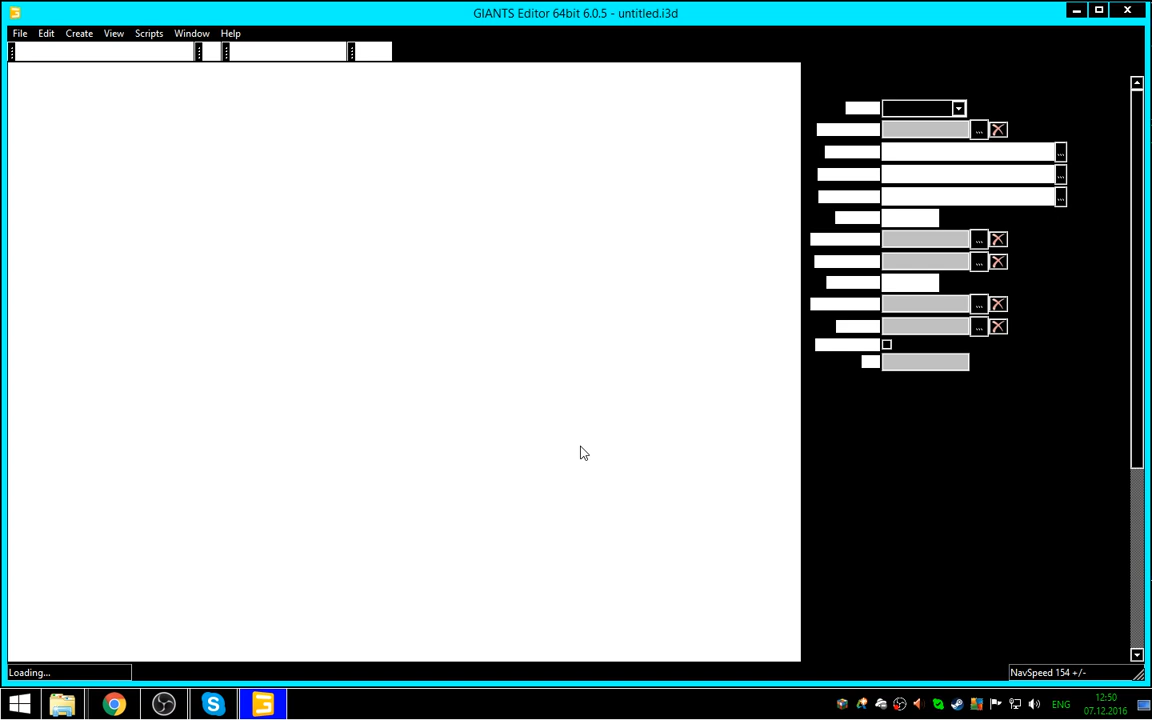 GIANTS Editor 64bit 6.0.5 - untitled.i3d
File Edit Create View Scripts Window Help
...
...
...
...
...
...
...
...
Loading...
NavSpeed 154 +/-
ENG
12:50
07.12.2016